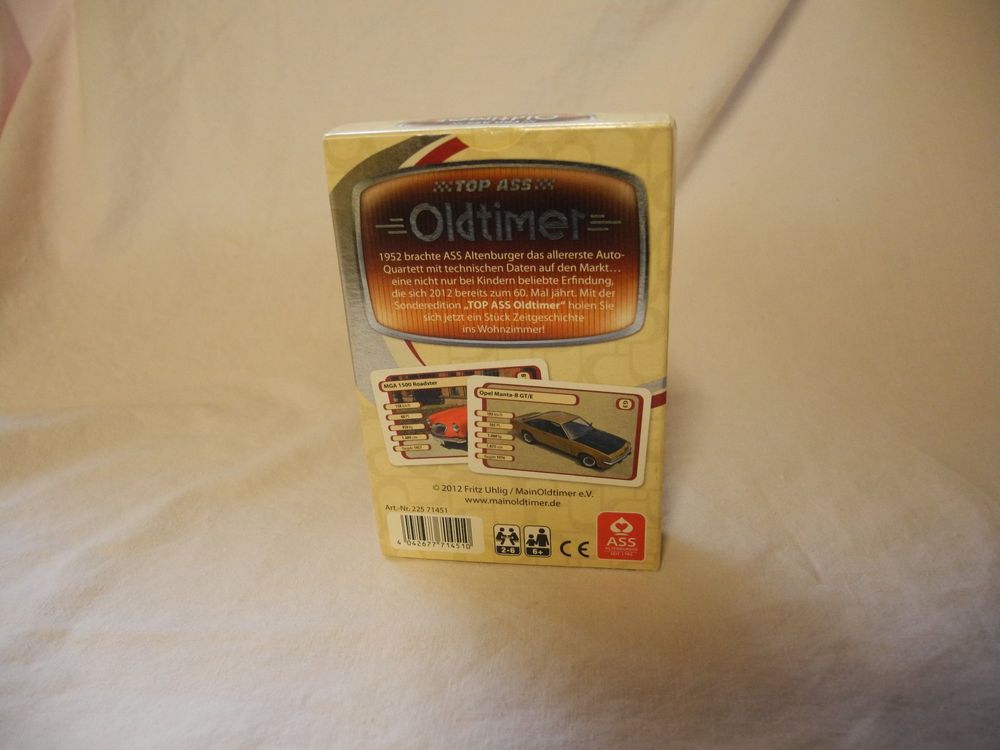 Oldtimer
TOP ASS
Oldtimer
1952 brachte ASS Altenburger das allererste Auto-
Quartett mit technischen Daten auf den Markt…
eine nicht nur bei Kindern beliebte Erfindung,
die sich 2012 bereits zum 60. Mal jährt. Mit der
Sonderedition „TOP ASS Oldtimer“ holen Sie
sich jetzt ein Stück Zeitgeschichte
ins Wohnzimmer!
MGA 1500 Roadster
Opel Manta-B GT/E
© 2012 Fritz Uhlig / MainOldtimer e.V.
www.mainoldtimer.de
Art.-Nr. 225 71451
4 042677 714510
2-6
6+
CE
ASS
ALTENBURGER